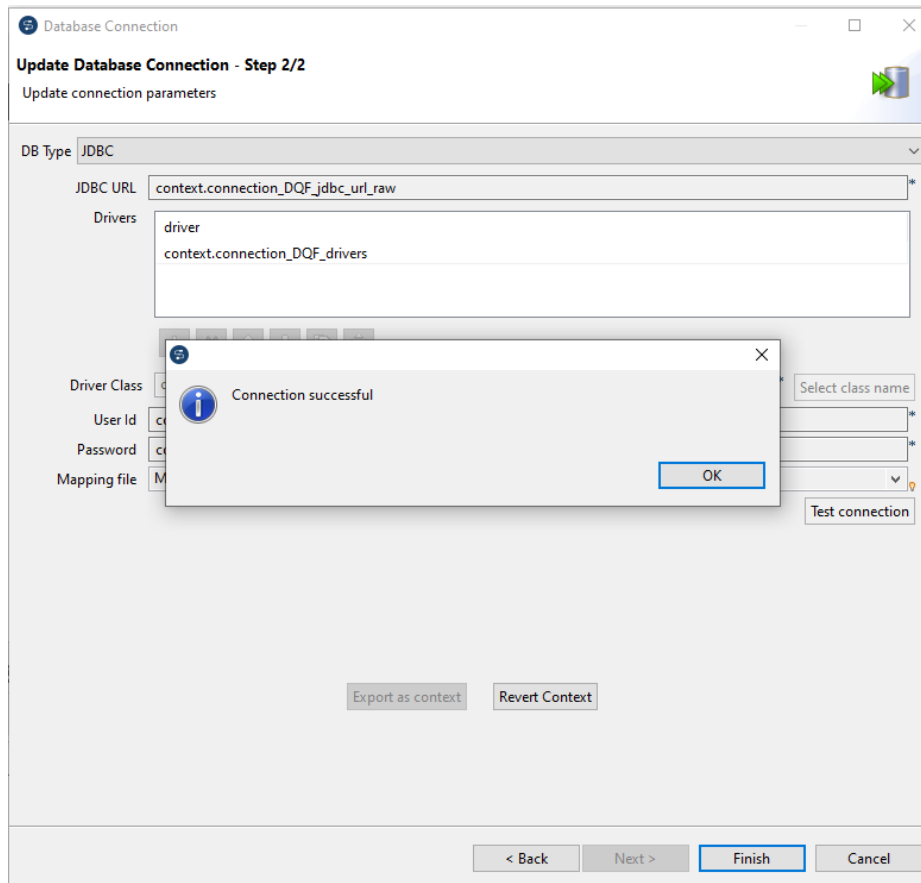 Database Connection
Update Database Connection - Step 2/2
Update connection parameters
DB Type JDBC
JDBC URL context.connection_DQF_jdbc_url_raw *
Drivers
driver
context.connection_DQF_drivers
Connection successful
OK
Driver Class * Select class name
User Id *
Password *
Mapping file
Test connection
Export as context Revert Context
< Back Next > Finish Cancel